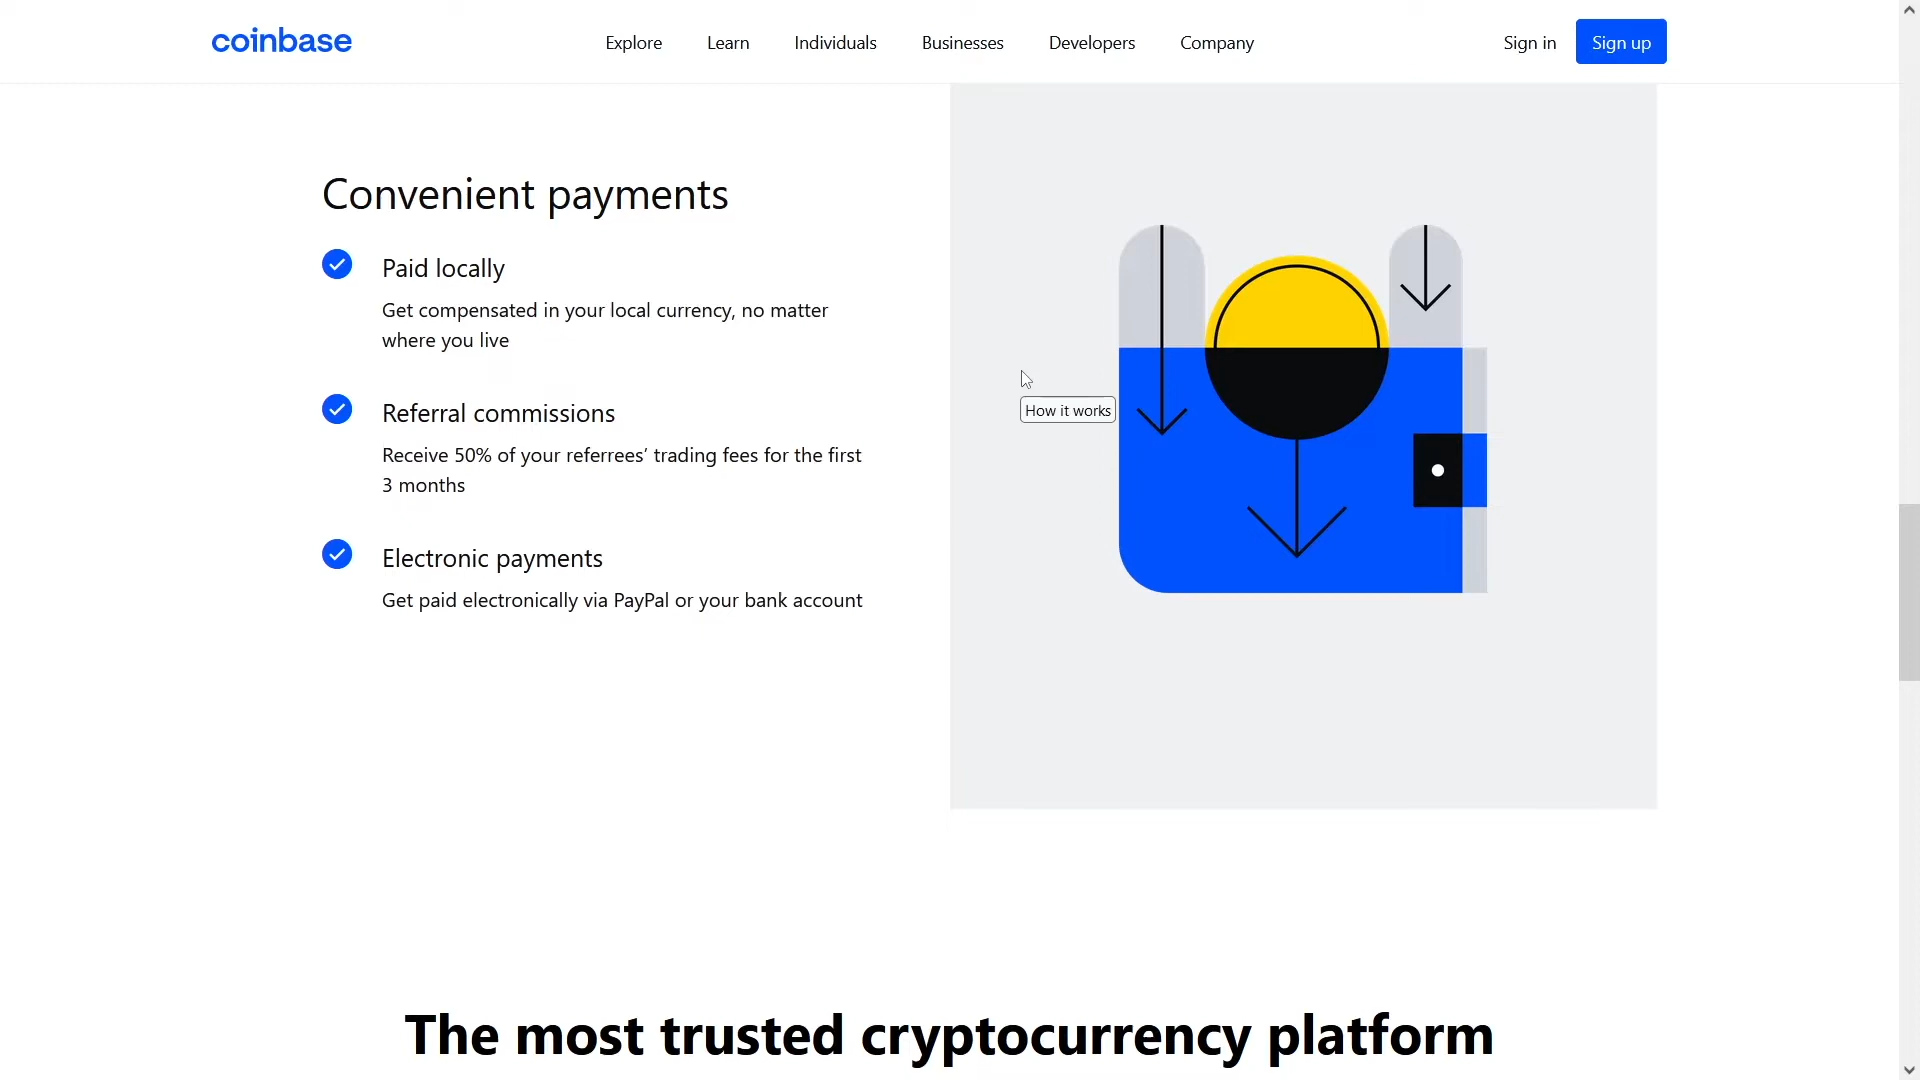 coinbase
Explore
Learn
Individuals
Businesses
Developers
Company
Sign in
Sign up
Convenient payments
Paid locally
Get compensated in your local currency, no matter
where you live
Referral commissions
Receive 50% of your referrees’ trading fees for the first
3 months
Electronic payments
Get paid electronically via PayPal or your bank account
How it works
The most trusted cryptocurrency platform